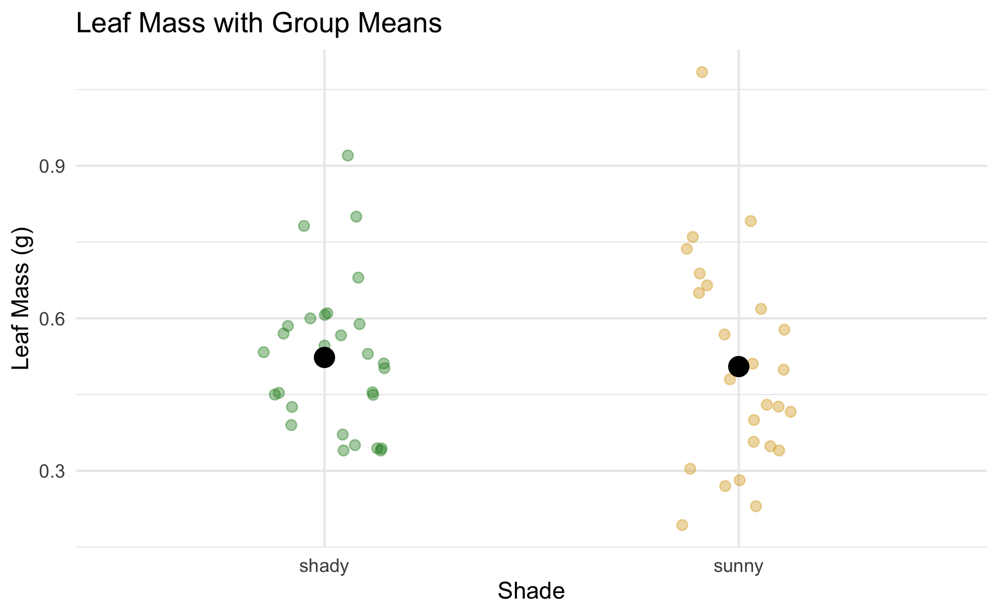 Leaf Mass with Group Means
Leaf Mass (g)
0.9
0.6
0.3
shady
sunny
Shade